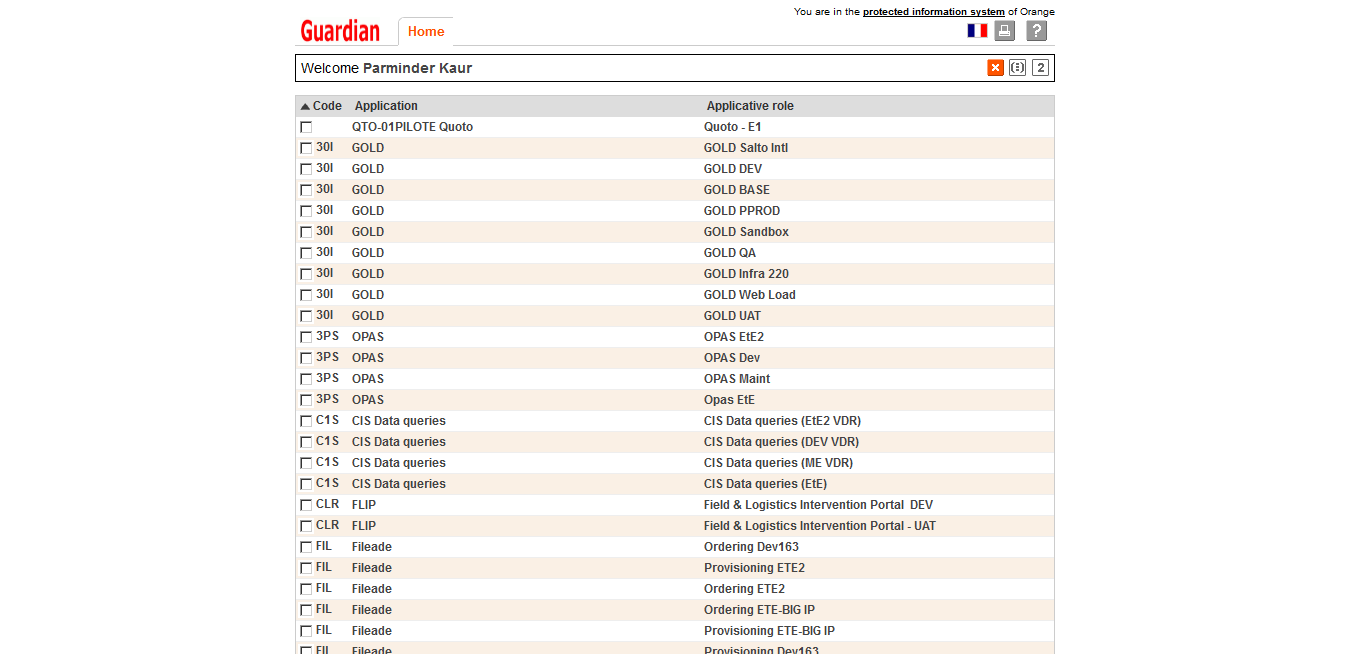 You are in the protected information system of Orange
Guardian Home
?
Welcome Parminder Kaur
2
Code Application Applicative role
QTO-01PILOTE Quoto Quoto - E1
30I GOLD GOLD Salto Intl
30I GOLD GOLD DEV
30I GOLD GOLD BASE
30I GOLD GOLD PPROD
30I GOLD GOLD Sandbox
30I GOLD GOLD QA
30I GOLD GOLD Infra 220
30I GOLD GOLD Web Load
30I GOLD GOLD UAT
3PS OPAS OPAS EtE2
3PS OPAS OPAS Dev
3PS OPAS OPAS Maint
3PS OPAS Opas EtE
C1S CIS Data queries CIS Data queries (EtE2 VDR)
C1S CIS Data queries CIS Data queries (DEV VDR)
C1S CIS Data queries CIS Data queries (ME VDR)
C1S CIS Data queries CIS Data queries (EtE)
CLR FLIP Field & Logistics Intervention Portal DEV
CLR FLIP Field & Logistics Intervention Portal - UAT
FIL Fileade Ordering Dev163
FIL Fileade Provisioning ETE2
FIL Fileade Ordering ETE2
FIL Fileade Ordering ETE-BIG IP
FIL Fileade Provisioning ETE-BIG IP
FIL Fileade Provisioning Dev163